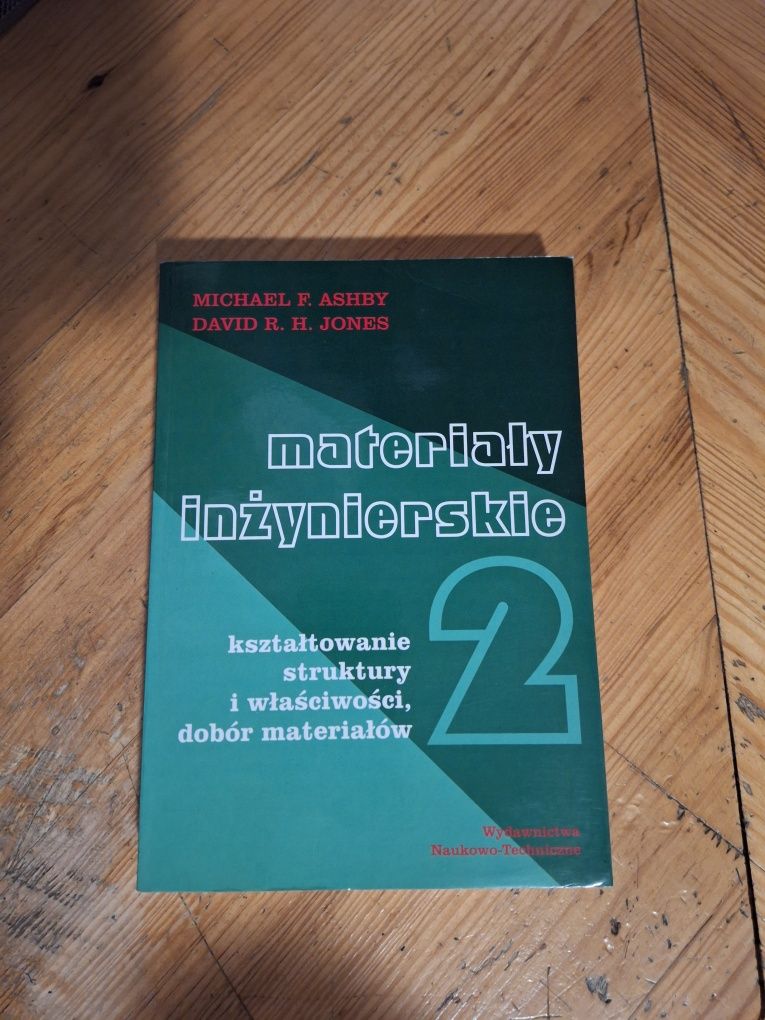 MICHAEL F. ASHBY
DAVID R. H. JONES
materiały
inżynierskie
2
kształtowanie
struktury
i właściwości,
dobór materiałów
Wydawnictwa
Naukowo-Techniczne